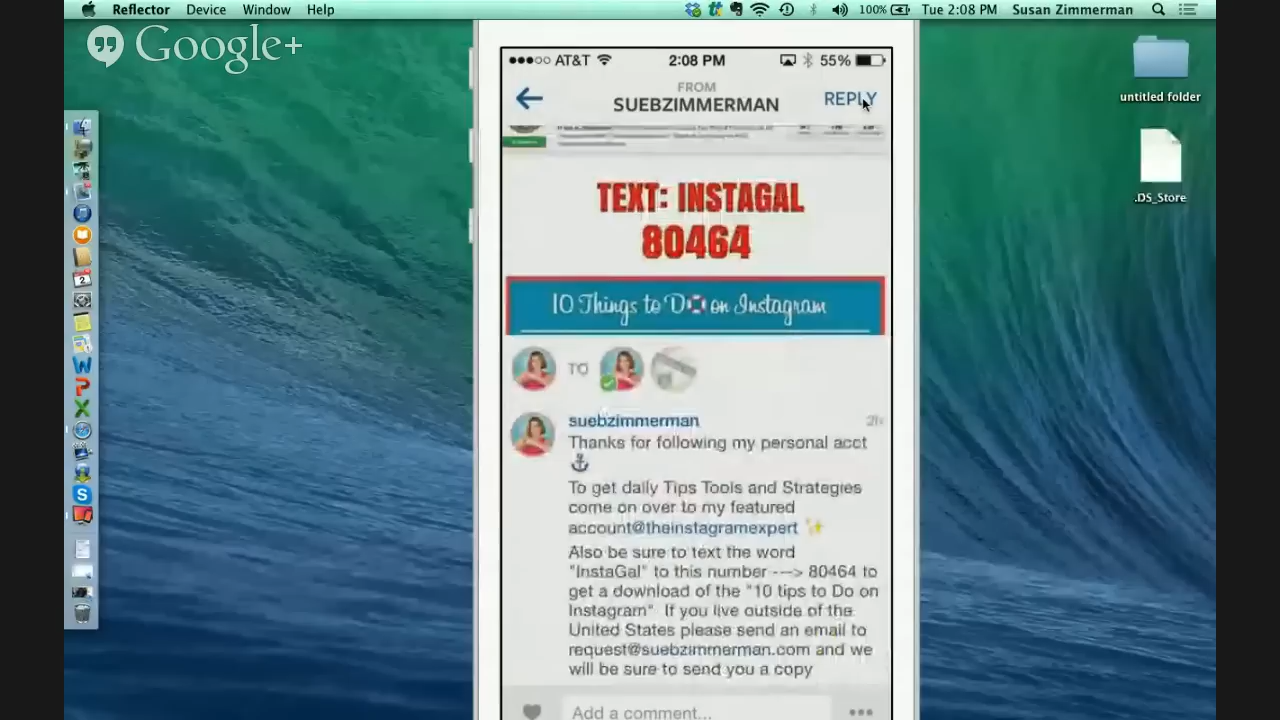 Reflector Device Window Help 100% Tue 2:08 PM Susan Zimmerman
Google+
untitled folder
.DS_Store
AT&T 2:08 PM 55%
FROM
SUEBZIMMERMAN
REPLY
TEXT: INSTAGAL
80464
10 Things to Do on Instagram
TO
suebzimmerman 2h
Thanks for following my personal acct
⚓
To get daily Tips Tools and Strategies
come on over to my featured
account@theinstagramexpert ✨
Also be sure to text the word
"InstaGal" to this number ---> 80464 to
get a download of the "10 tips to Do on
Instagram" If you live outside of the
United States please send an email to
request@suebzimmerman.com and we
will be sure to send you a copy
Add a comment...